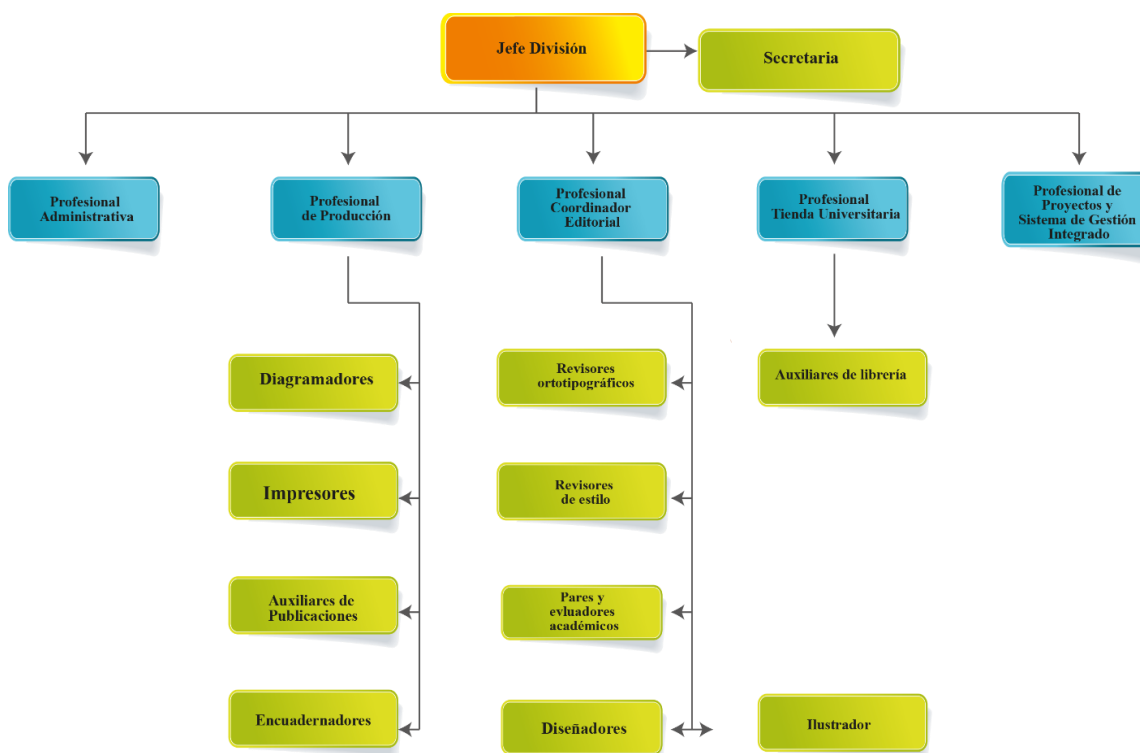 Jefe División
Secretaria
Profesional
Administrativa
Profesional
de Producción
Profesional
Coordinador
Editorial
Profesional
Tienda Universitaria
Profesional de
Proyectos y
Sistema de Gestión
Integrado
Diagramadores
Revisores
ortotipográficos
Auxiliares de librería
Impresores
Revisores
de estilo
Auxiliares de
Publicaciones
Pares y
evluadores
académicos
Encuadernadores
Diseñadores
Ilustrador